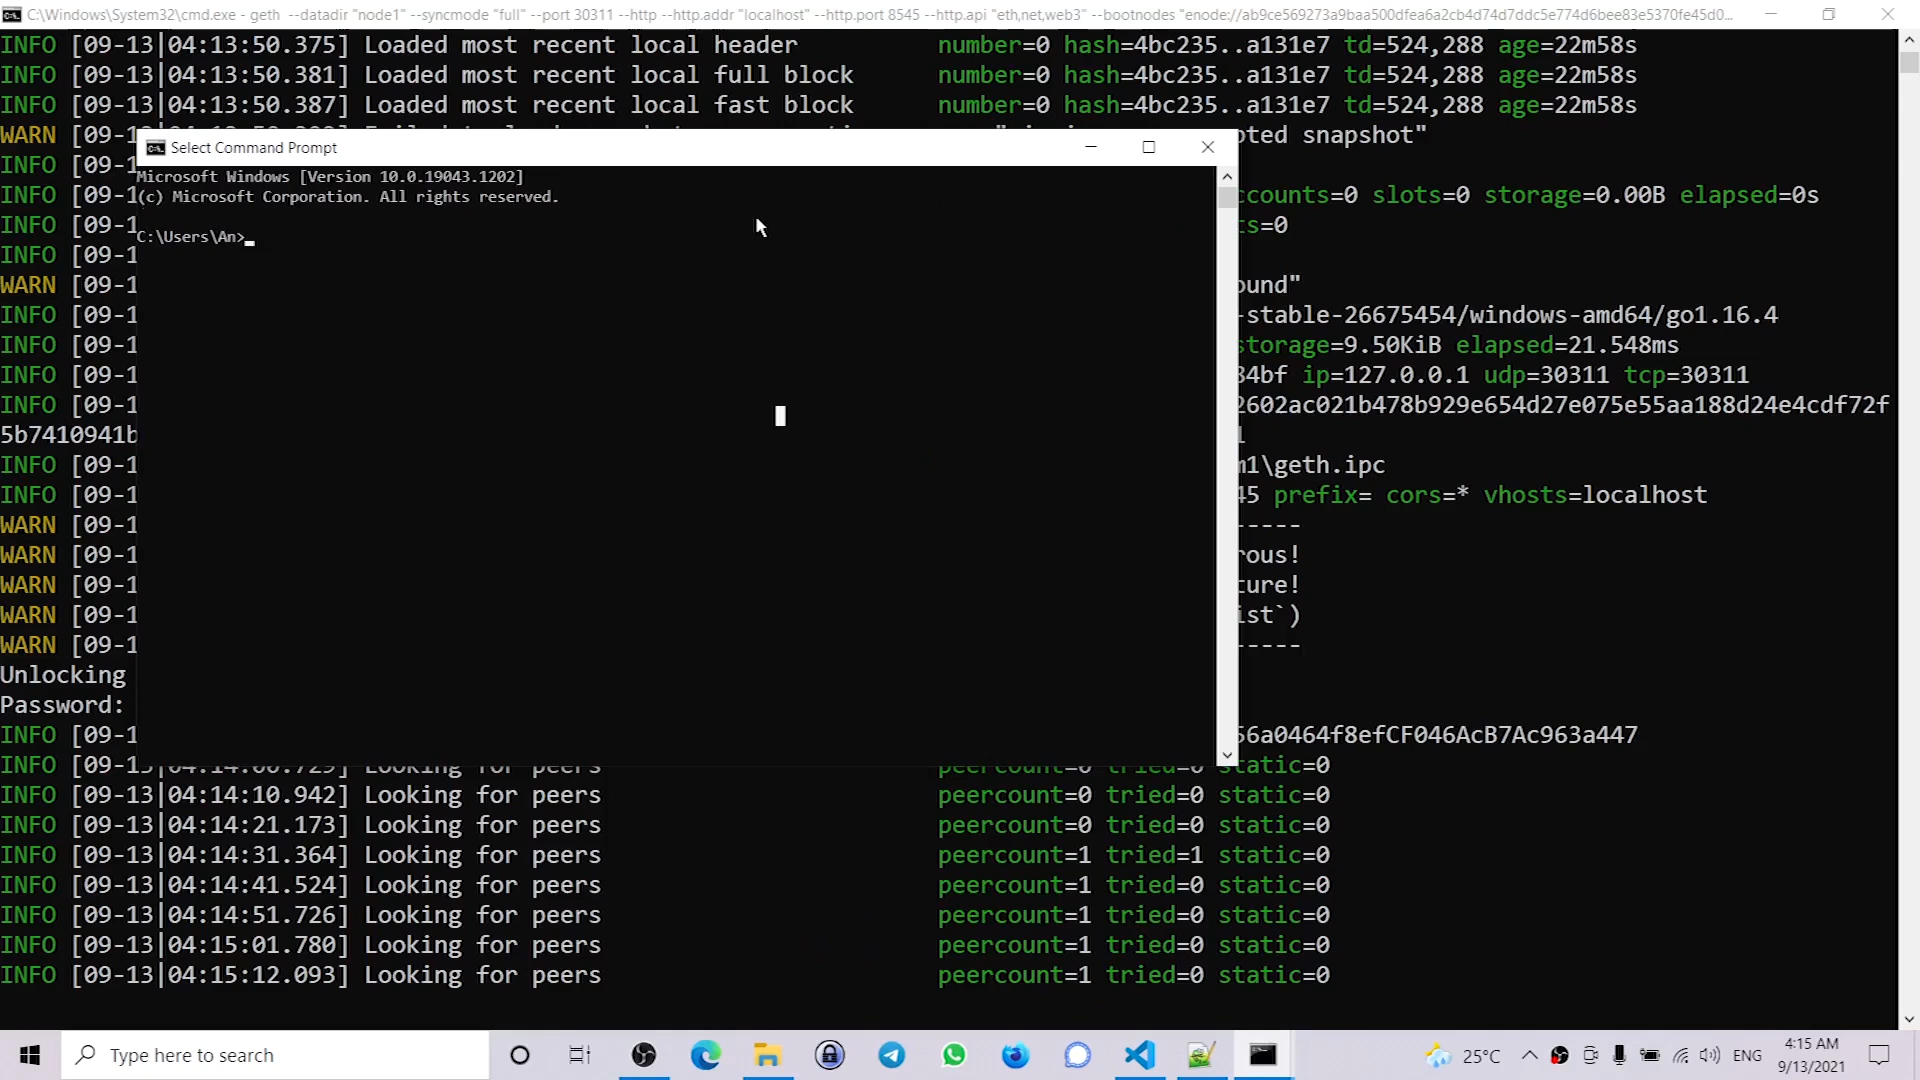 C:\Windows\System32\cmd.exe - geth --datadir "node1" --syncmode "full" --port 30311 --http --http.addr "localhost" --http.port 8545 --http.api "eth,net,web3" --bootnodes "enode://ab9ce569273a9baa500dfea6a2cb4d74d7ddc5e774d6bee83e5370fe45d0...
INFO [09-13|04:13:50.375] Loaded most recent local header number=0 hash=4bc235..a131e7 td=524,288 age=22m58s
INFO [09-13|04:13:50.381] Loaded most recent local full block number=0 hash=4bc235..a131e7 td=524,288 age=22m58s
INFO [09-13|04:13:50.387] Loaded most recent local fast block number=0 hash=4bc235..a131e7 td=524,288 age=22m58s
WARN [09-13 oted snapshot"
Select Command Prompt
INFO [09-1
Microsoft Windows [Version 10.0.19043.1202]
INFO [09-1 ccounts=0 slots=0 storage=0.00B elapsed=0s
(c) Microsoft Corporation. All rights reserved.
INFO [09-1 ts=0
C:\Users\An>
INFO [09-1
WARN [09-1 ound"
INFO [09-1 -stable-26675454/windows-amd64/go1.16.4
INFO [09-1 storage=9.50KiB elapsed=21.548ms
INFO [09-1 84bf ip=127.0.0.1 udp=30311 tcp=30311
INFO [09-1 2602ac021b478b929e654d27e075e55aa188d24e4cdf72f
5b7410941b
INFO [09-1 m1\geth.ipc
INFO [09-1 45 prefix= cors=* vhosts=localhost
WARN [09-1 -----
WARN [09-1 rous!
WARN [09-1 ture!
WARN [09-1 ist`)
WARN [09-1 -----
Unlocking
Password:
INFO [09-1 56a0464f8efCF046AcB7Ac963a447
INFO [09-13|04:14:00.729] Looking for peers peercount=0 tried=0 static=0
INFO [09-13|04:14:10.942] Looking for peers peercount=0 tried=0 static=0
INFO [09-13|04:14:21.173] Looking for peers peercount=0 tried=0 static=0
INFO [09-13|04:14:31.364] Looking for peers peercount=1 tried=1 static=0
INFO [09-13|04:14:41.524] Looking for peers peercount=1 tried=0 static=0
INFO [09-13|04:14:51.726] Looking for peers peercount=1 tried=0 static=0
INFO [09-13|04:15:01.780] Looking for peers peercount=1 tried=0 static=0
INFO [09-13|04:15:12.093] Looking for peers peercount=1 tried=0 static=0
Type here to search
25°C
ENG
4:15 AM
9/13/2021